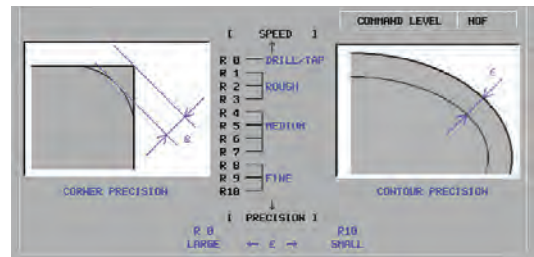 COMMAND LEVEL NOF
[ SPEED ]
R 0 DRILL/TAP
R 1
R 2 ROUGH
R 3
R 4
R 5 MEDIUM
R 6
R 7
R 8
R 9 FINE
R10
[ PRECISION ]
ε
CORNER PRECISION
ε
CONTOUR PRECISION
R 0 R10
LARGE ← ε → SMALL